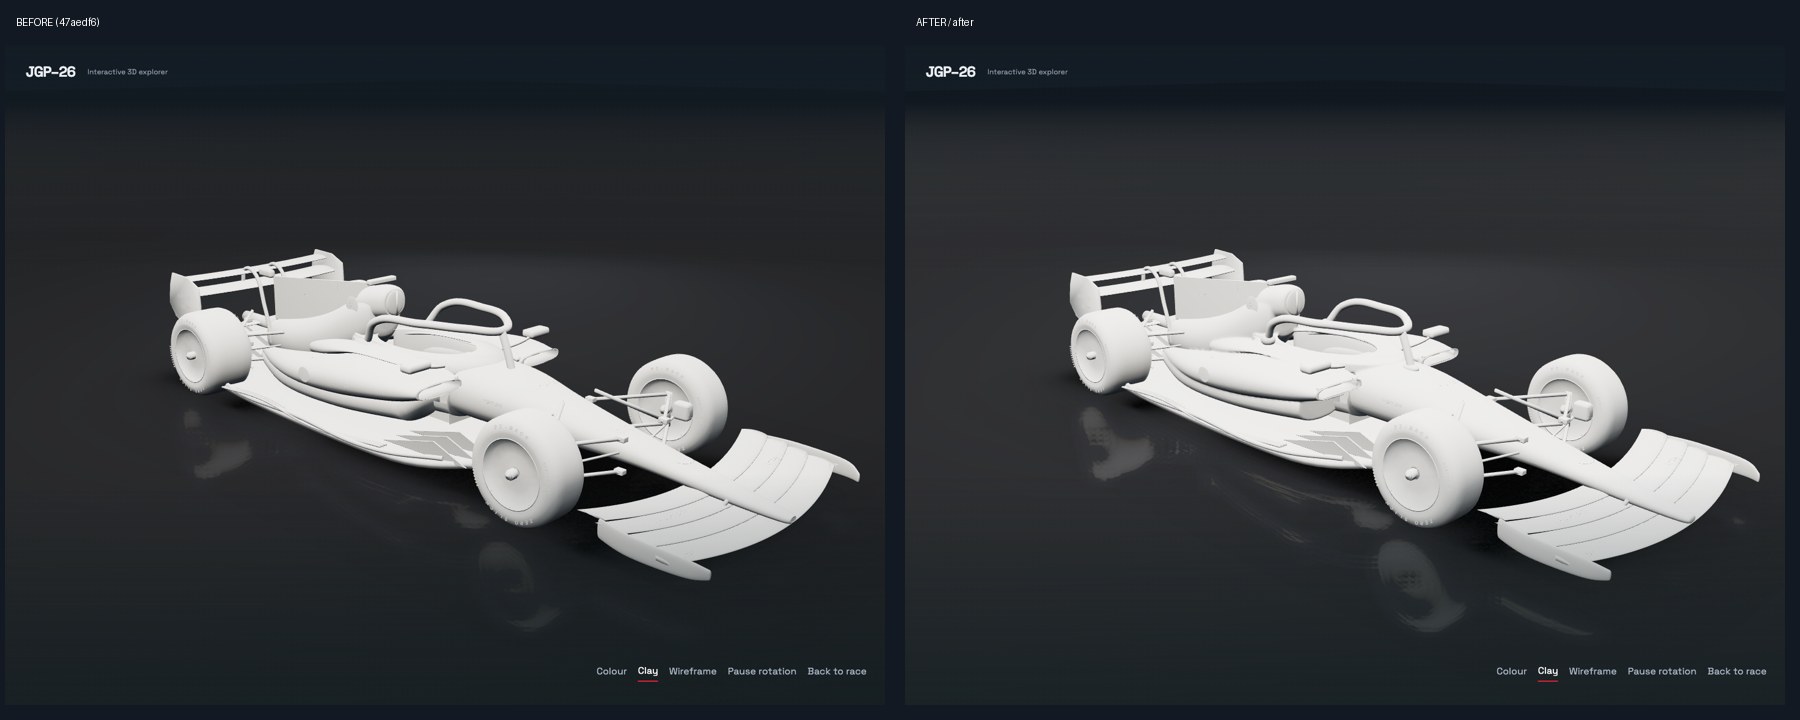 BEFORE (47aedf6)
AFTER / after
JGP-26 Interactive 3D explorer
JGP-26 Interactive 3D explorer
Colour Clay Wireframe Pause rotation Back to race
Colour Clay Wireframe Pause rotation Back to race